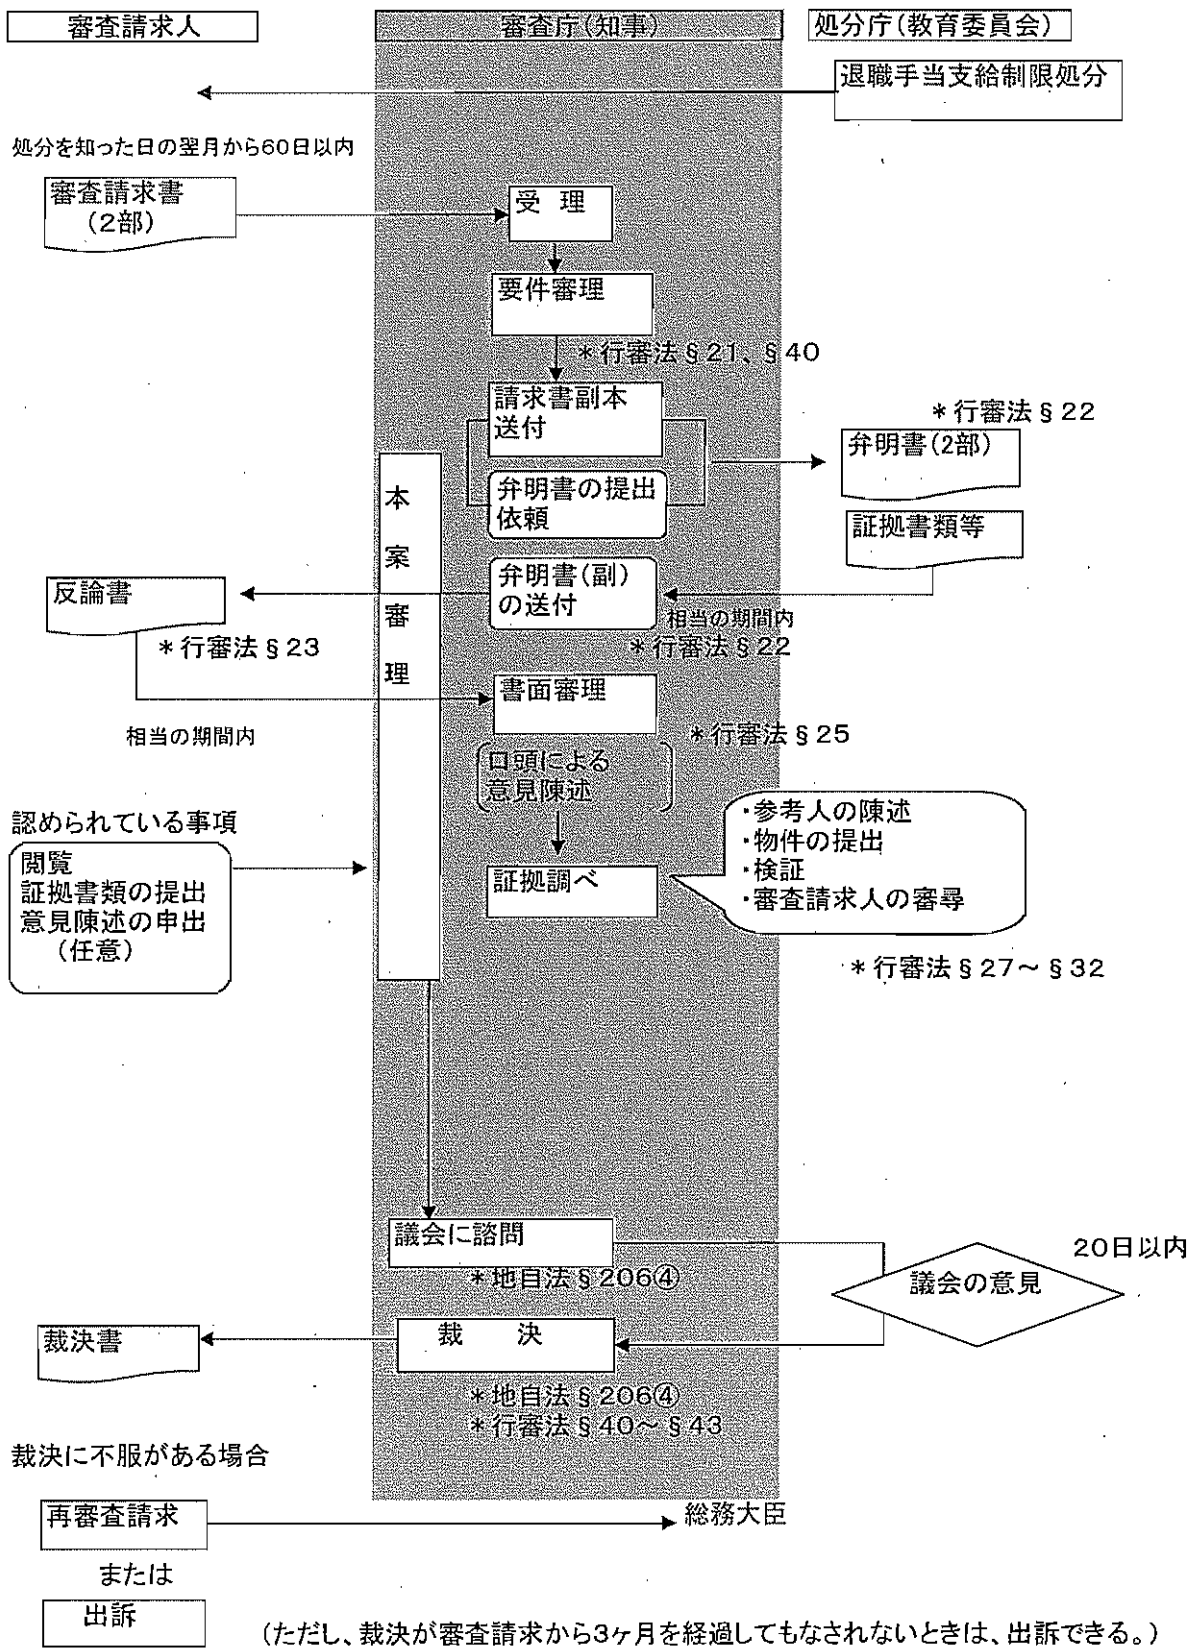 審査請求人
審査庁(知事)
処分庁(教育委員会)
退職手当支給制限処分
処分を知った日の翌月から60日以内
審査請求書
(2部)
受 理
要件審理
*行審法§21、§40
請求書副本
送付
*行審法§22
弁明書(2部)
本案審理
弁明書の提出
依頼
証拠書類等
弁明書(副)
の送付
反論書
相当の期間内
*行審法§23
*行審法§22
書面審理
相当の期間内
*行審法§25
口頭による
意見陳述
認められている事項
閲覧
証拠書類の提出
意見陳述の申出
(任意)
証拠調べ
・参考人の陳述
・物件の提出
・検証
・審査請求人の審尋
*行審法§27~§32
議会に諮問
*地自法§206④
20日以内
議会の意見
裁 決
裁決書
*地自法§206④
*行審法§40~§43
裁決に不服がある場合
再審査請求
総務大臣
または
出訴
(ただし、裁決が審査請求から3ヶ月を経過してもなされないときは、出訴できる。)